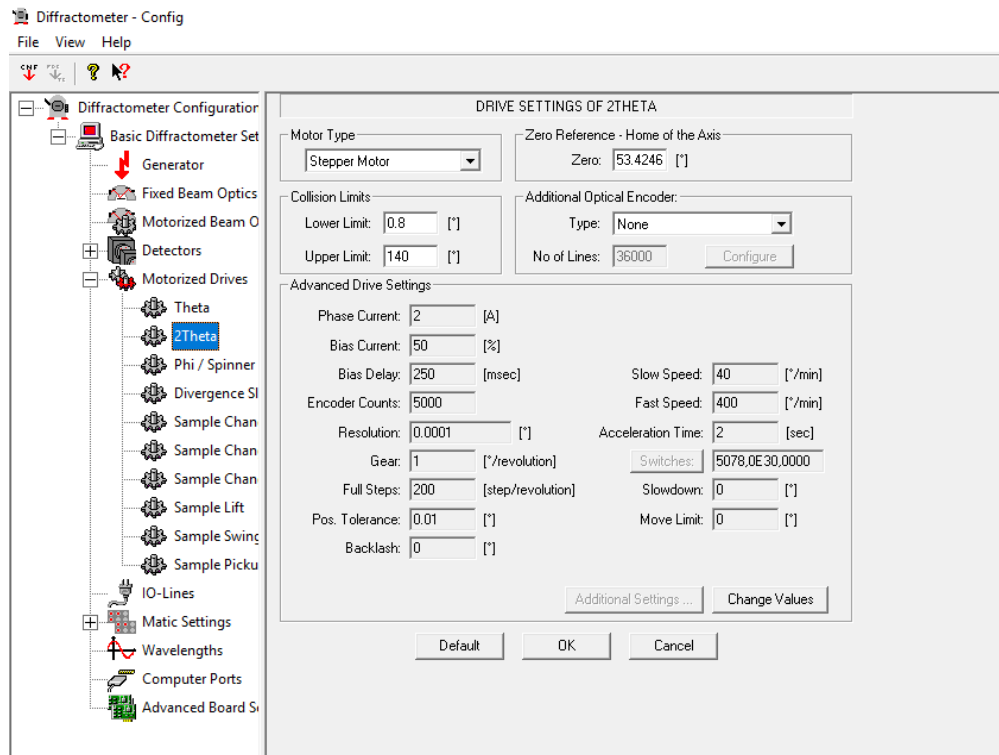 Diffractometer - Config
File View Help
CNF
Diffractometer Configuration
Basic Diffractometer Set
Generator
Fixed Beam Optics
Motorized Beam O
Detectors
Motorized Drives
Theta
2Theta
Phi / Spinner
Divergence Sl
Sample Chan
Sample Chan
Sample Chan
Sample Lift
Sample Swing
Sample Picku
IO-Lines
Matic Settings
Wavelengths
Computer Ports
Advanced Board Se
DRIVE SETTINGS OF 2THETA
Motor Type
Stepper Motor
Zero Reference - Home of the Axis
Zero: 53.4246 [°]
Collision Limits
Lower Limit: 0.8 [°]
Upper Limit: 140 [°]
Additional Optical Encoder:
Type: None
No of Lines: 36000 Configure
Advanced Drive Settings
Phase Current: 2 [A]
Bias Current: 50 [%]
Bias Delay: 250 [msec] Slow Speed: 40 [°/min]
Encoder Counts: 5000 Fast Speed: 400 [°/min]
Resolution: 0.0001 [°] Acceleration Time: 2 [sec]
Gear: 1 [°/revolution] Switches: 5078,0E30,0000
Full Steps: 200 [step/revolution] Slowdown: 0 [°]
Pos. Tolerance: 0.01 [°] Move Limit: 0 [°]
Backlash: 0 [°]
Additional Settings ... Change Values
Default OK Cancel